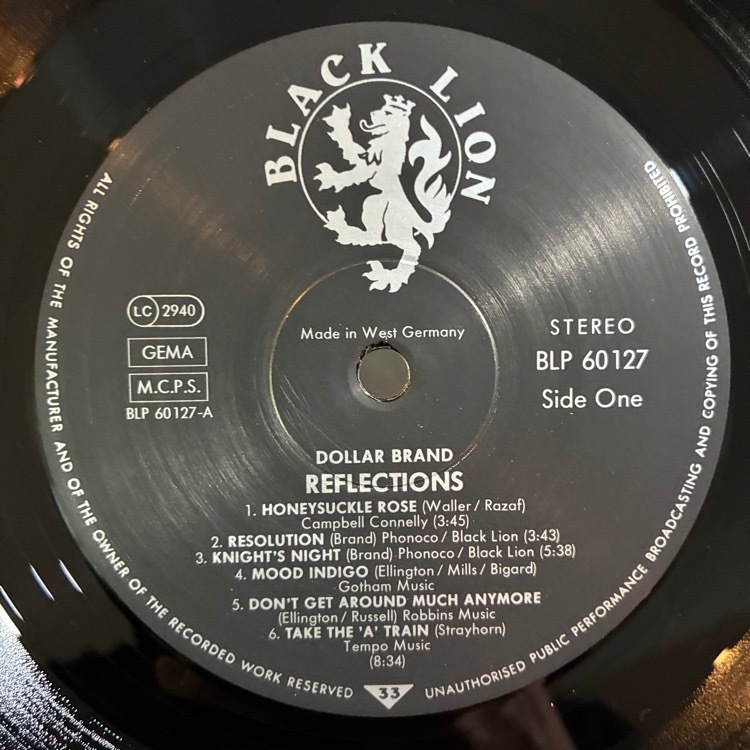 BLACK LION
Made in West Germany
LC 2940
GEMA
M.C.P.S.
BLP 60127-A
STEREO
BLP 60127
Side One
DOLLAR BRAND
REFLECTIONS
1. HONEYSUCKLE ROSE (Waller / Razaf)
Campbell Connelly (3:45)
2. RESOLUTION (Brand) Phonoco / Black Lion (3:43)
3. KNIGHT'S NIGHT (Brand) Phonoco / Black Lion (5:38)
4. MOOD INDIGO (Ellington / Mills / Bigard)
Gotham Music
5. DON'T GET AROUND MUCH ANYMORE
(Ellington / Russell) Robbins Music
6. TAKE THE 'A' TRAIN (Strayhorn)
Tempo Music
(8:34)
ALL RIGHTS OF THE MANUFACTURER AND OF THE OWNER OF THE RECORDED WORK RESERVED
33
UNAUTHORISED PUBLIC PERFORMANCE BROADCASTING AND COPYING OF THIS RECORD PROHIBITED